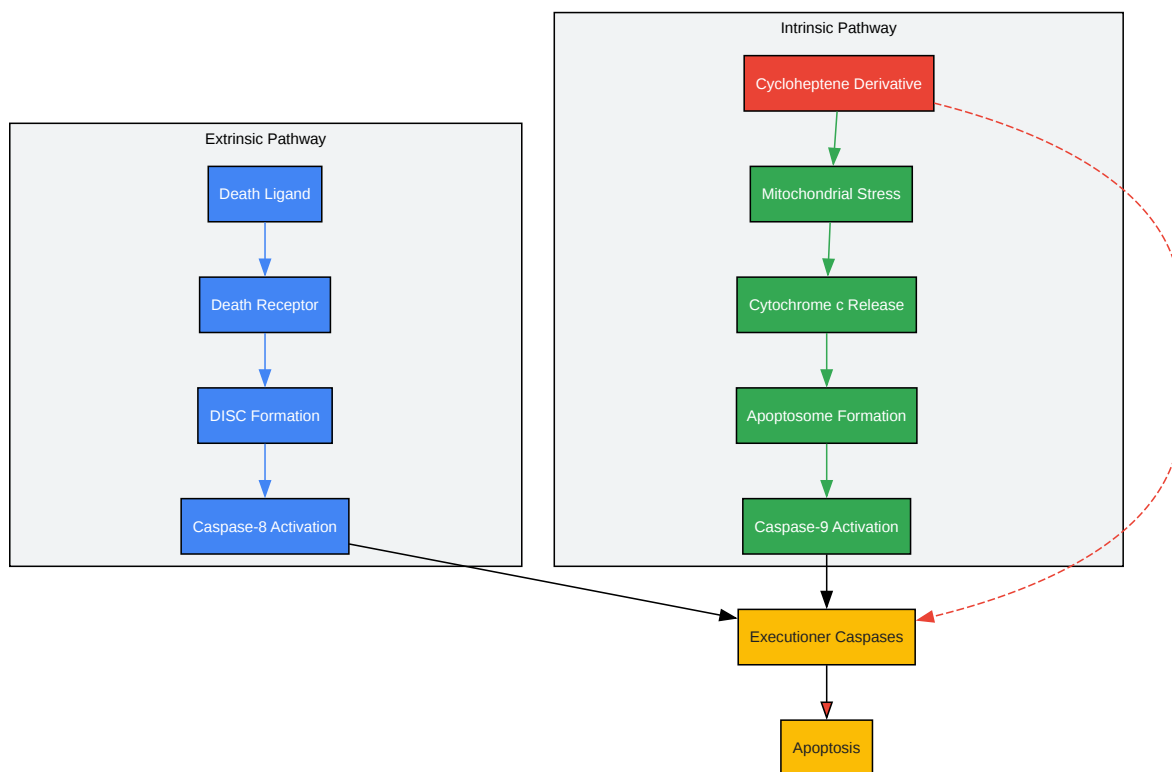 Intrinsic Pathway
Cycloheptene Derivative
Extrinsic Pathway
Death Ligand
Mitochondrial Stress
Death Receptor
Cytochrome c Release
DISC Formation
Apoptosome Formation
Caspase-8 Activation
Caspase-9 Activation
Executioner Caspases
Apoptosis